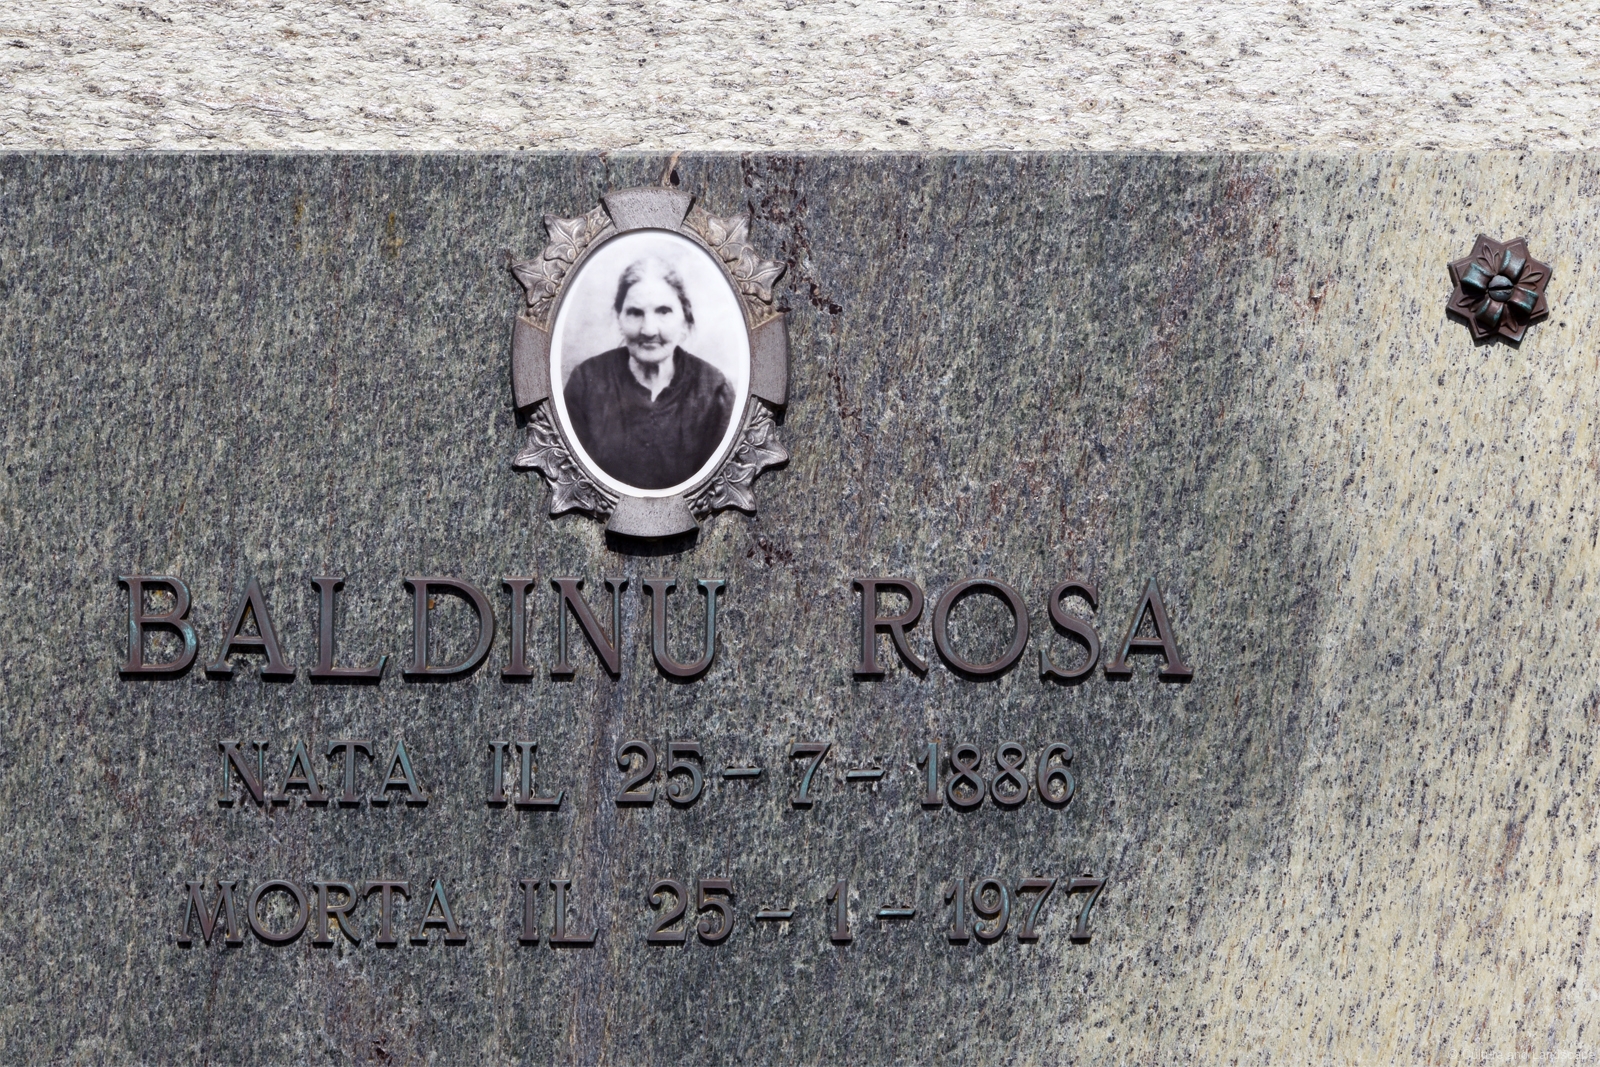 BALDINU ROSA
NATA IL 25-7-1886
MORTA IL 25-1-1977